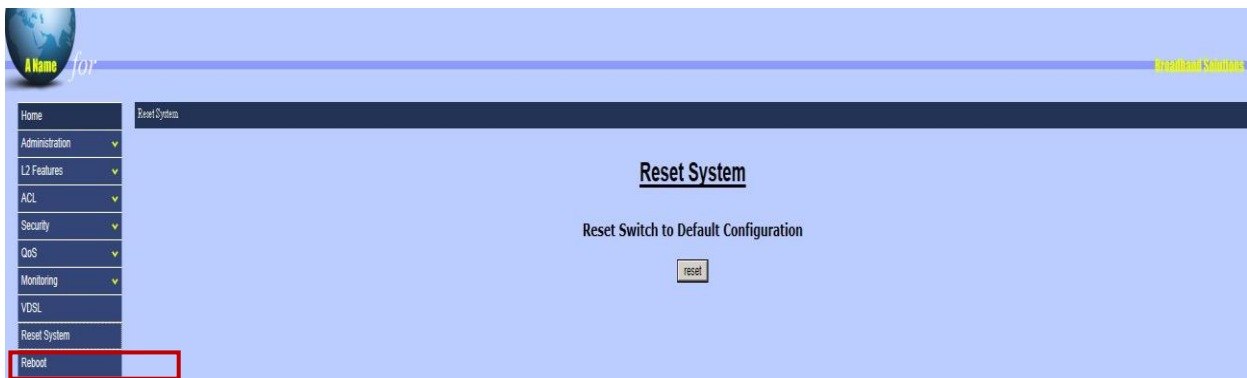 A Name for
Broadband Solutions
Home
Reset System
Administration
L2 Features
ACL
Security
QoS
Monitoring
VDSL
Reset System
Reboot
Reset System
Reset Switch to Default Configuration
reset